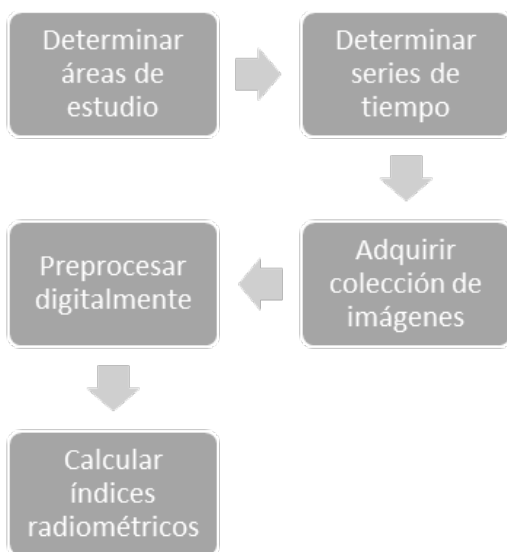 Determinar
áreas de
estudio
Determinar
series de
tiempo
Adquirir
colección de
imágenes
Preprocesar
digitalmente
Calcular
índices
radiométricos